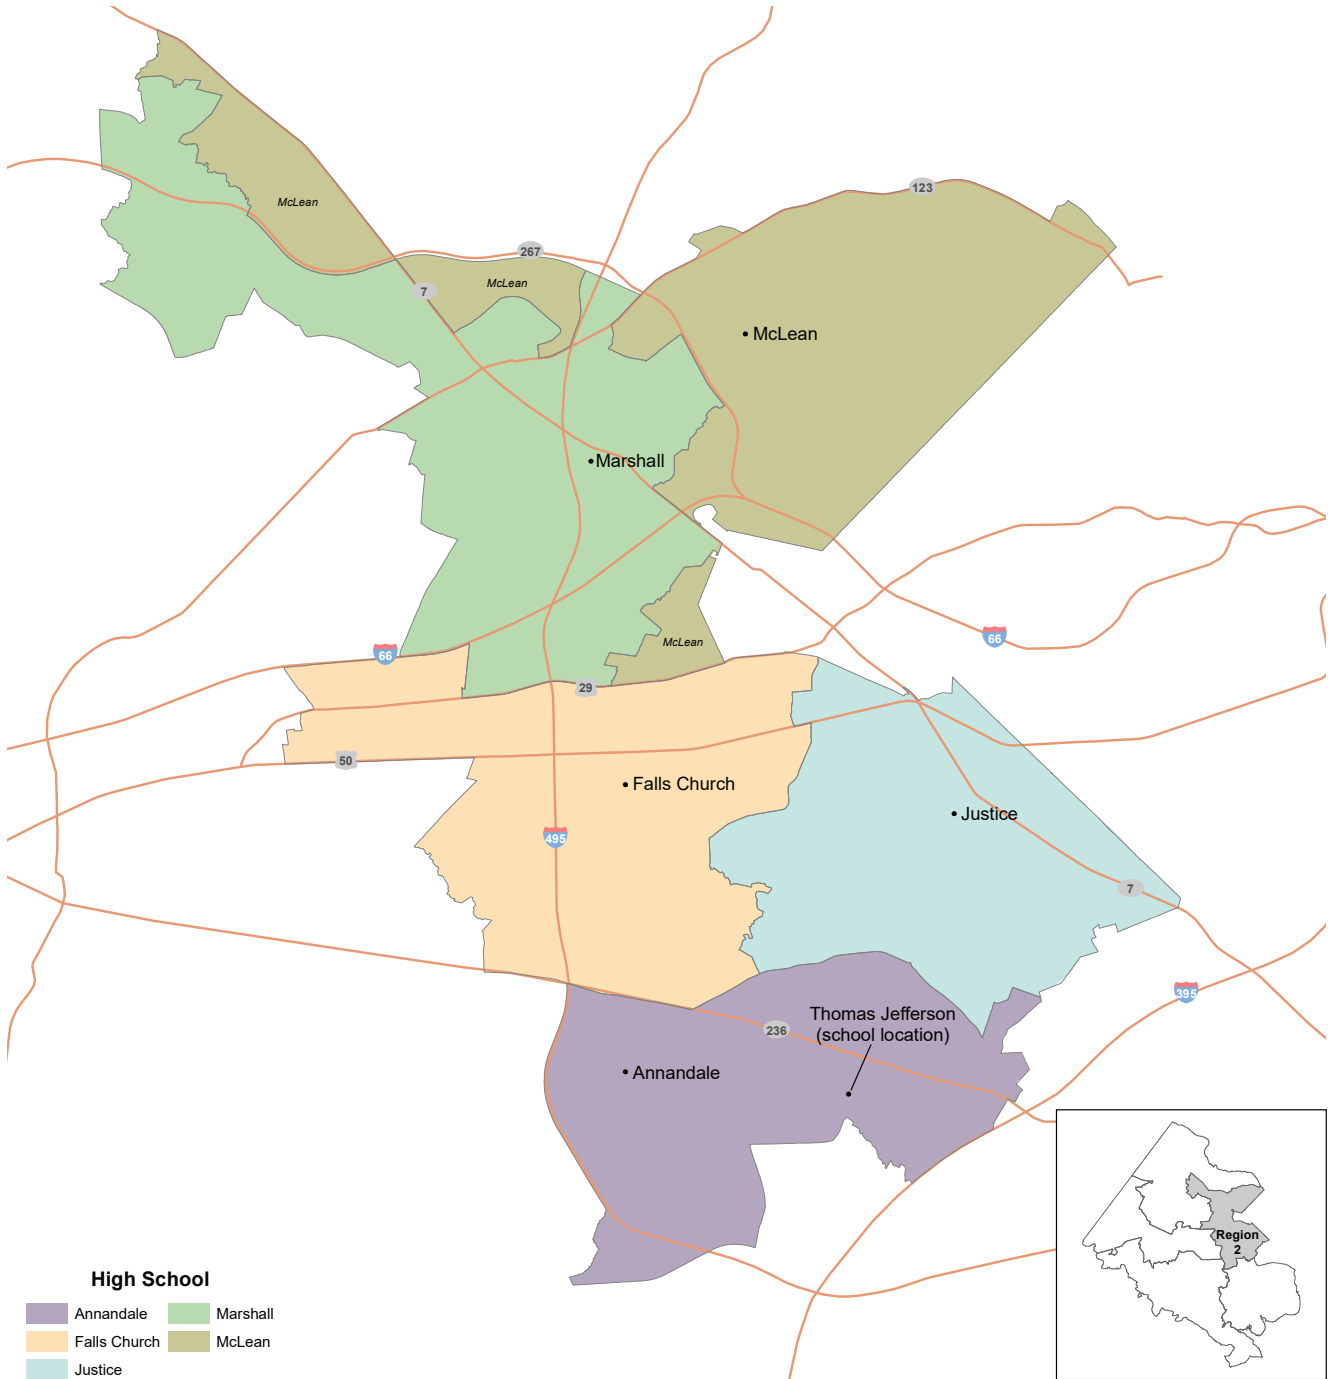 123
McLean
267
McLean
7
McLean
Marshall
66
66
McLean
29
50
Falls Church
Justice
495
7
395
Thomas Jefferson
(school location)
236
Annandale
Region
2
High School
Annandale
Marshall
Falls Church
McLean
Justice